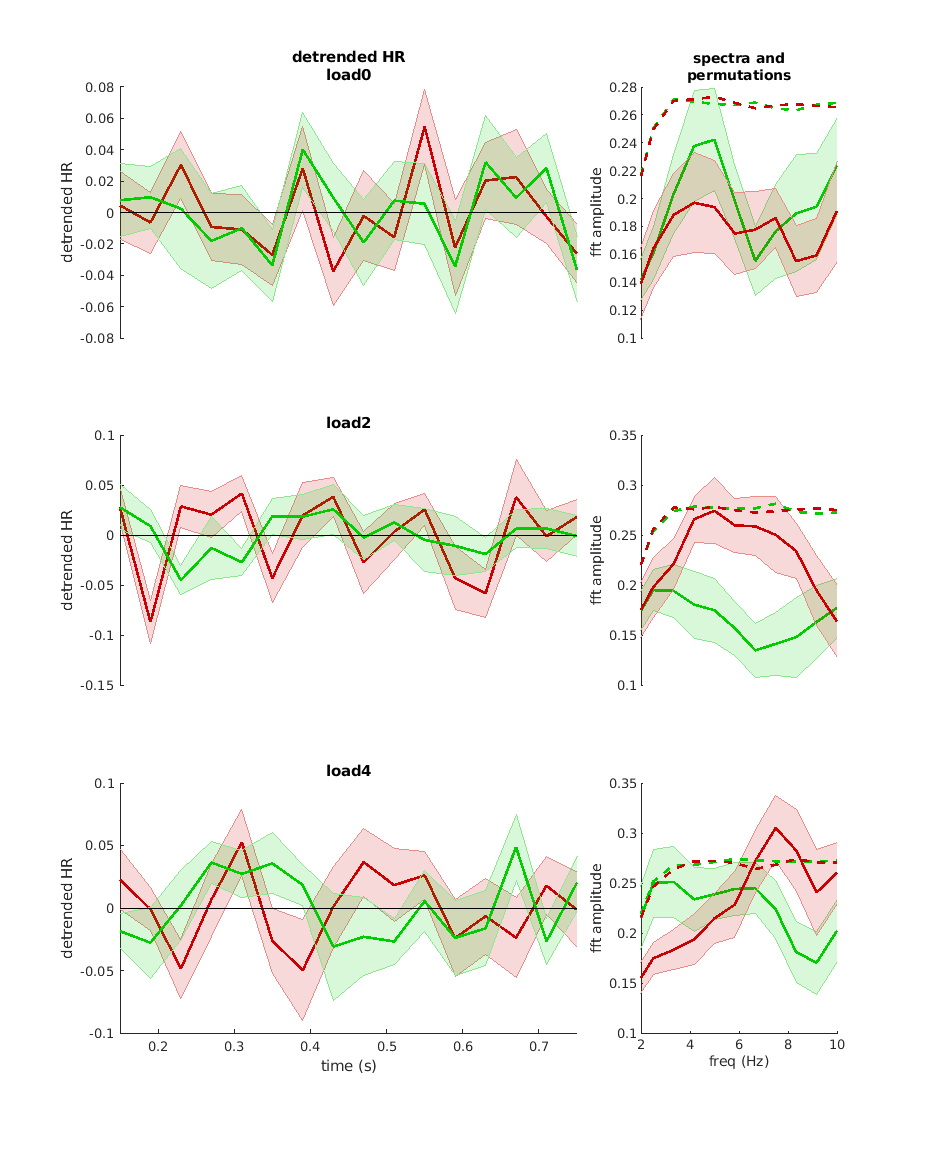 detrended HR
load0
spectra and
permutations
0.08
0.06
0.04
0.02
0
-0.02
-0.04
-0.06
-0.08
detrended HR
0.28
0.26
0.24
0.22
0.2
0.18
0.16
0.14
0.12
0.1
fft amplitude
load2
0.1
0.05
0
-0.05
-0.1
-0.15
detrended HR
0.35
0.3
0.25
0.2
0.15
0.1
fft amplitude
load4
0.1
0.05
0
-0.05
-0.1
detrended HR
0.2 0.3 0.4 0.5 0.6 0.7
time (s)
0.35
0.3
0.25
0.2
0.15
0.1
fft amplitude
2 4 6 8 10
freq (Hz)